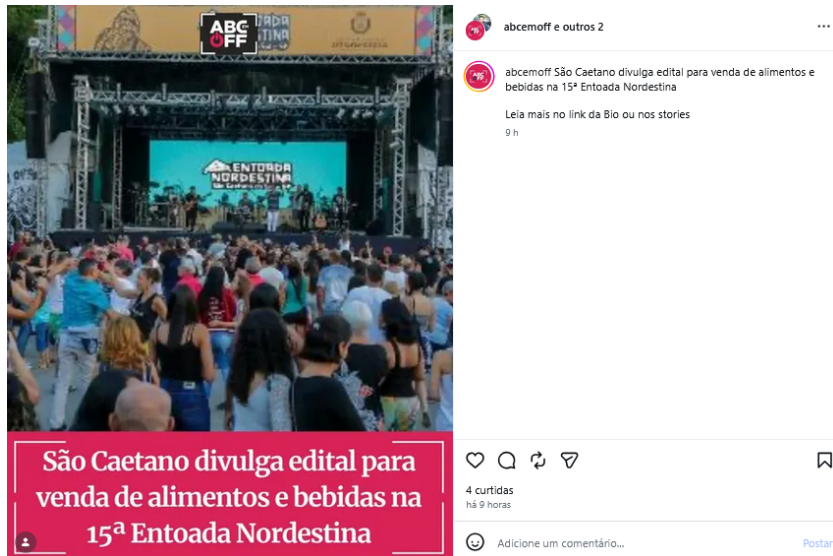 ABC
EM
OFF
ENTOADA
NORDESTINA
São Caetano divulga edital para
venda de alimentos e bebidas na
15ª Entoada Nordestina
abcemoff e outros 2
abcemoff São Caetano divulga edital para venda de alimentos e
bebidas na 15ª Entoada Nordestina
Leia mais no link da Bio ou nos stories
9 h
4 curtidas
há 9 horas
Adicione um comentário...
Postar